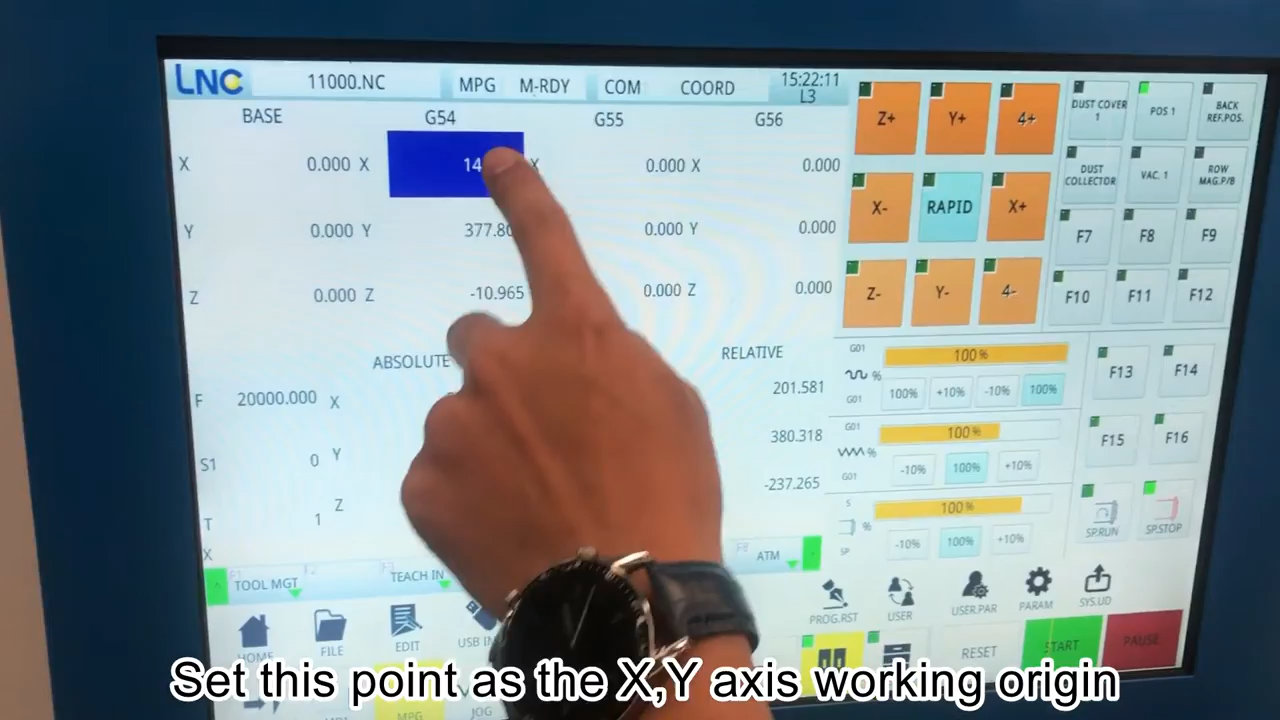 LNC 11000.NC MPG M-RDY COM COORD 15:22:11 L3
BASE G54 G55 G56
X 0.000 X 14 X 0.000 X 0.000
Y 0.000 Y 377.80 0.000 Y 0.000
Z 0.000 Z -10.965 0.000 Z 0.000
ABSOLUTE RELATIVE
F 20000.000 X 201.581
S1 0 Y 380.318
T 1 Z -237.265
X
TOOL MGT TEACH IN F8 ATM
HOME FILE EDIT USB IN PROG.RST USER USER.PAR PARAM SYS.UD
MPG JOG RESET START PAUSE
Z+ Y+ 4+
X- RAPID X+
Z- Y- 4-
DUST COVER 1 POS 1 BACK REF.POS.
DUST COLLECTOR VAC. 1 ROW MAG.P/B
F7 F8 F9
F10 F11 F12
G01 100%
% G01 100% +10% -10% 100%
F13 F14
G01 100%
% G01 -10% 100% +10%
F15 F16
S 100%
% SP -10% 100% +10%
SP.RUN SP.STOP
Set this point as the X,Y axis working origin